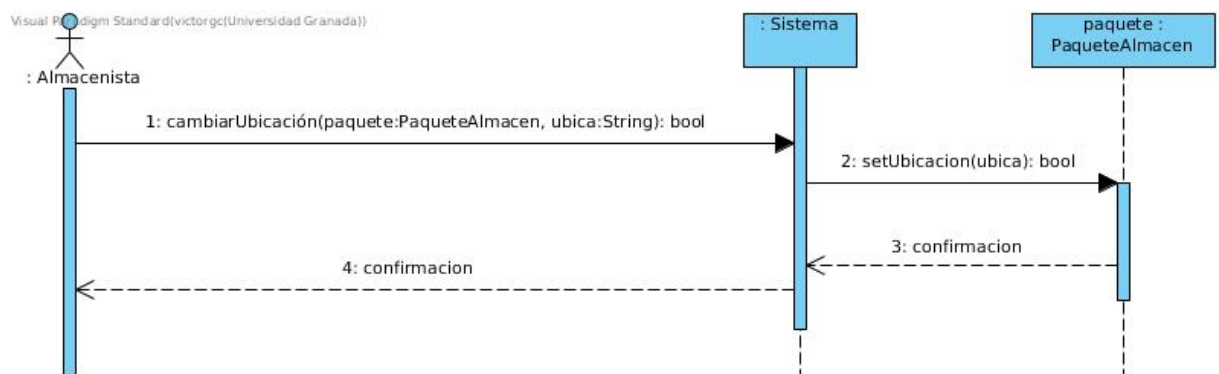 Visual Paradigm Standard(victorgc(Universidad Granada))
: Almacenista
: Sistema
paquete :
PaqueteAlmacen
1: cambiarUbicación(paquete:PaqueteAlmacen, ubica:String): bool
2: setUbicacion(ubica): bool
3: confirmacion
4: confirmacion